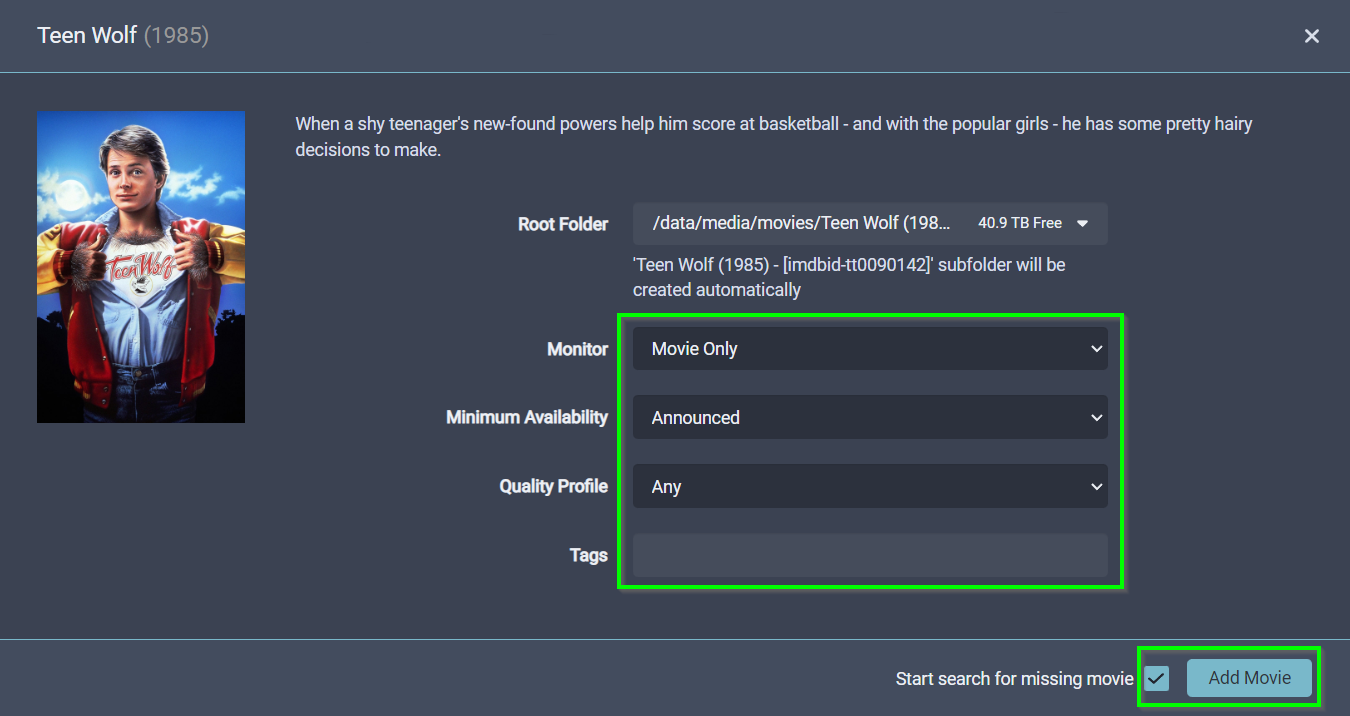 Teen Wolf (1985)
When a shy teenager's new-found powers help him score at basketball - and with the popular girls - he has some pretty hairy
decisions to make.
Teen Wolf
Root Folder
/data/media/movies/Teen Wolf (198... 40.9 TB Free
'Teen Wolf (1985) - [imdbid-tt0090142]' subfolder will be
created automatically
Monitor
Movie Only
Minimum Availability
Announced
Quality Profile
Any
Tags
Start search for missing movie
Add Movie